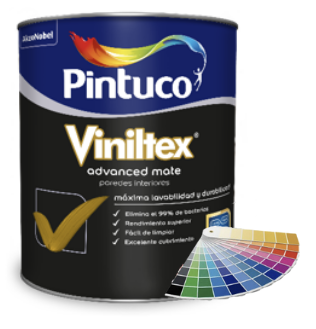 AkzoNobel
Pintuco
Viniltex®
advanced mate
paredes interiores
máxima lavabilidad y durabilidad
Elimina el 99% de bacterias
Rendimiento superior
Fácil de limpiar
Excelente cubrimiento